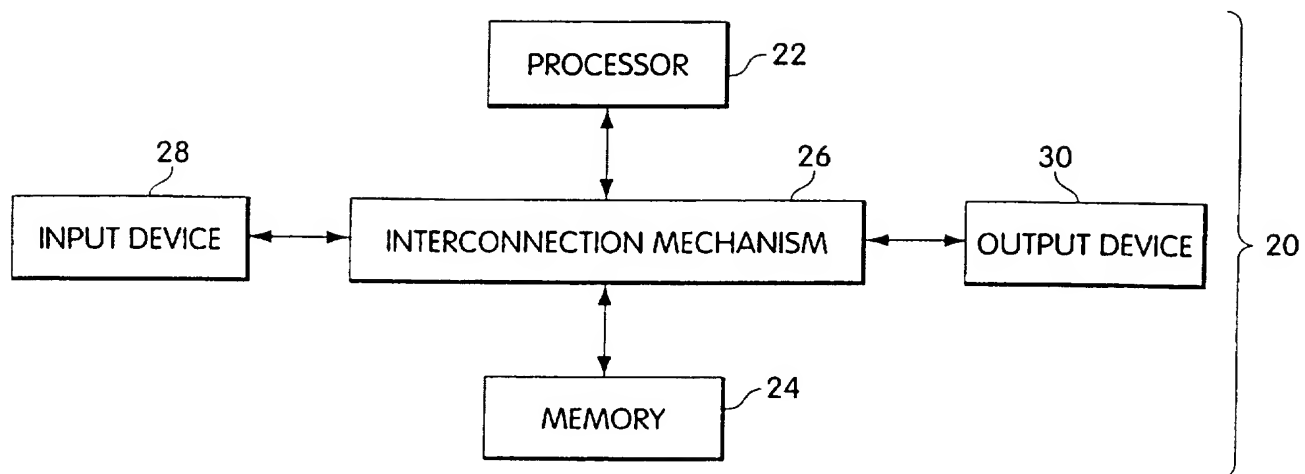 PROCESSOR
22
28
26
30
INPUT DEVICE
INTERCONNECTION MECHANISM
OUTPUT DEVICE
20
24
MEMORY